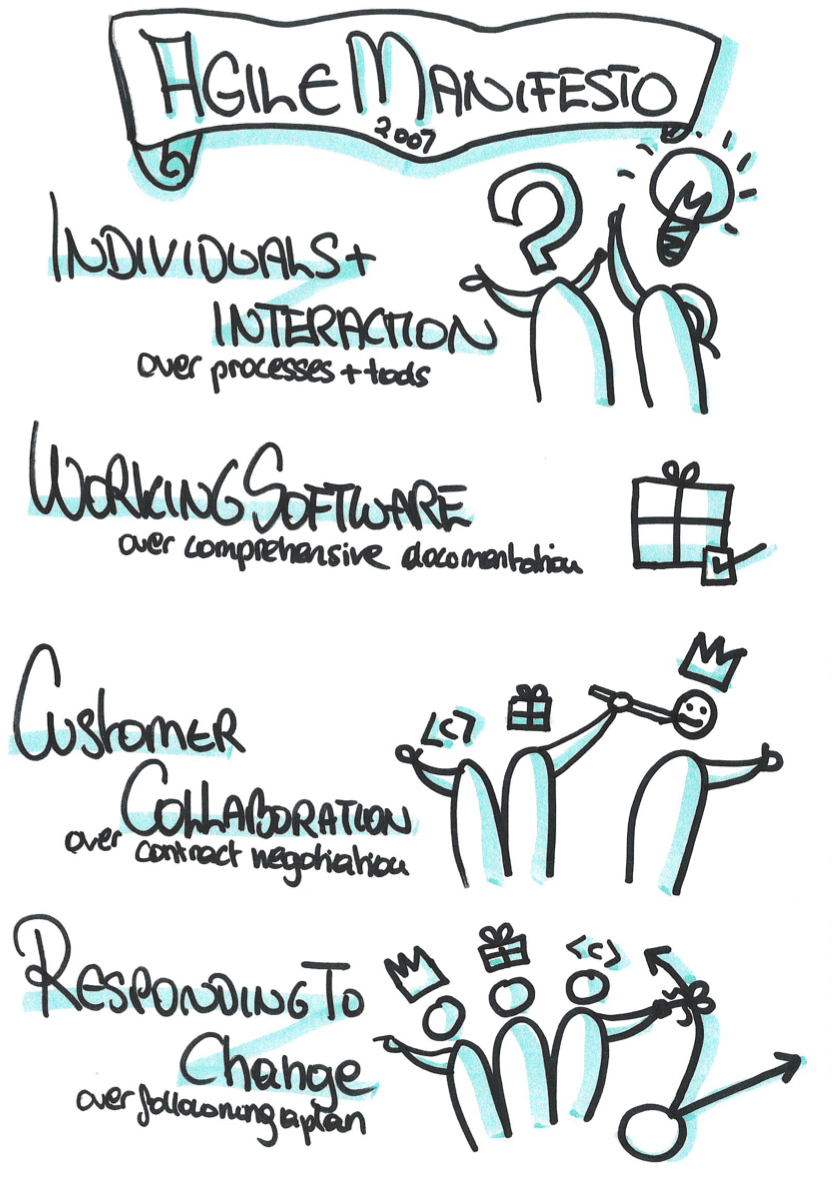 AGILE MANIFESTO
2007
INDIVIDUALS +
INTERACTION
over processes + tools
WORKING SOFTWARE
over comprehensive documentation
CUSTOMER
<C>
COLLABORATION
over contract negotiation
RESPONDING TO
<C>
Change
over following a plan